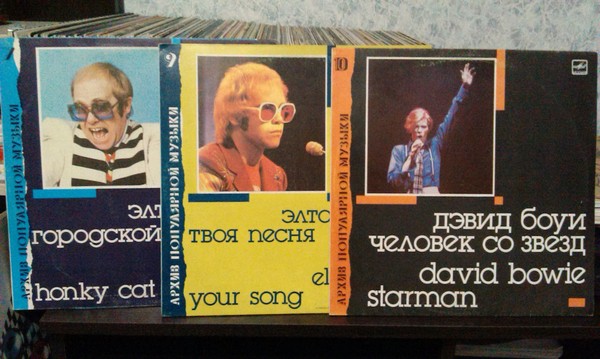 АРХИВ ПОПУЛЯРНОЙ МУЗЫКИ
ЭЛТ
ГОРОДСКОЙ
honky cat
9
АРХИВ ПОПУЛЯРНОЙ МУЗЫКИ
ЭЛТО
ТВОЯ ПЕСНЯ
el
your song
10
АРХИВ ПОПУЛЯРНОЙ МУЗЫКИ
ДЭВИД БОУИ
ЧЕЛОВЕК СО ЗВЕЗД
david bowie
starman